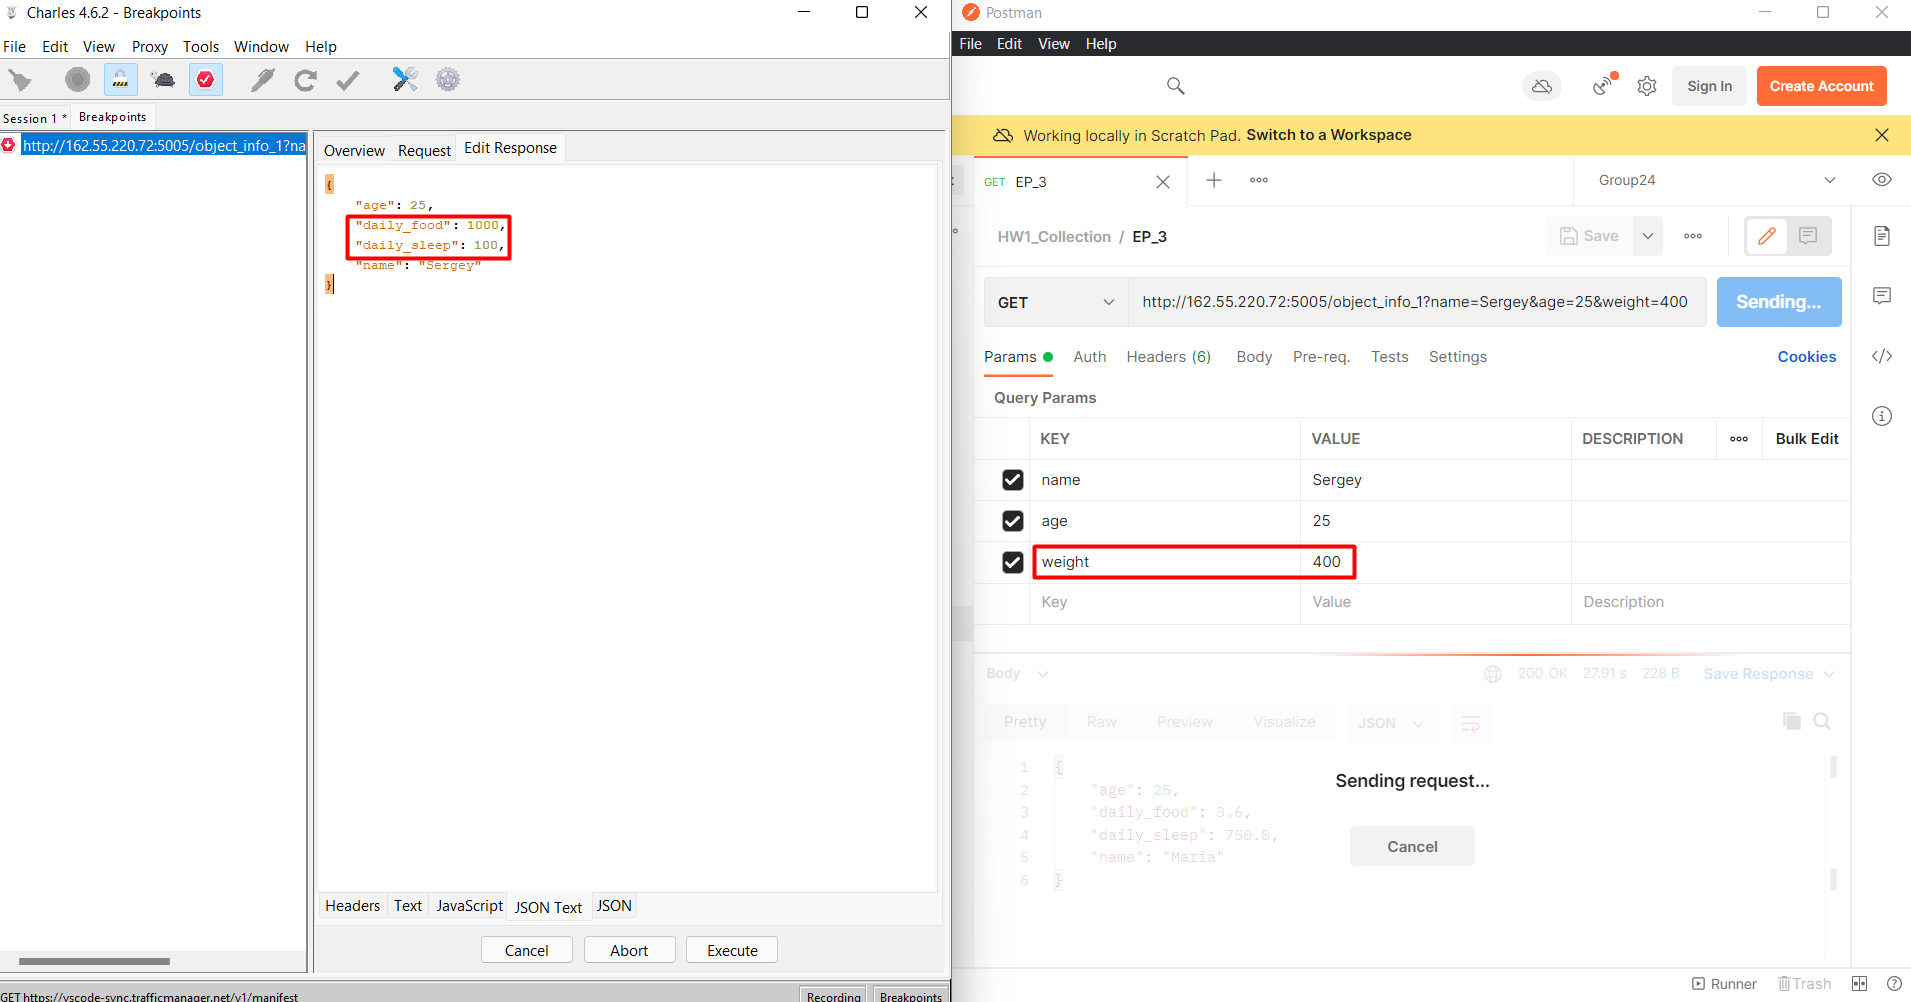 Charles 4.6.2 - Breakpoints
File Edit View Proxy Tools Window Help
Session 1 * Breakpoints
http://162.55.220.72:5005/object_info_1?na
Overview Request Edit Response
{
"age": 25,
"daily_food": 1000,
"daily_sleep": 100,
"name": "Sergey"
}
Headers Text JavaScript JSON Text JSON
Cancel Abort Execute
GET https://vscode-sync.trafficmanager.net/v1/manifest
Recording Breakpoints
Postman
File Edit View Help
Sign In Create Account
Working locally in Scratch Pad. Switch to a Workspace
GET EP_3
Group24
HW1_Collection / EP_3
Save
GET http://162.55.220.72:5005/object_info_1?name=Sergey&age=25&weight=400 Sending...
Params Auth Headers (6) Body Pre-req. Tests Settings Cookies
Query Params
KEY VALUE DESCRIPTION Bulk Edit
name Sergey
age 25
weight 400
Key Value Description
Body 200 OK 27.91 s 228 B Save Response
Pretty Raw Preview Visualize JSON
1 {
2 "age": 25,
3 "daily_food": 3.6,
4 "daily_sleep": 750.0,
5 "name": "Maria"
6 }
Sending request...
Cancel
Runner Trash